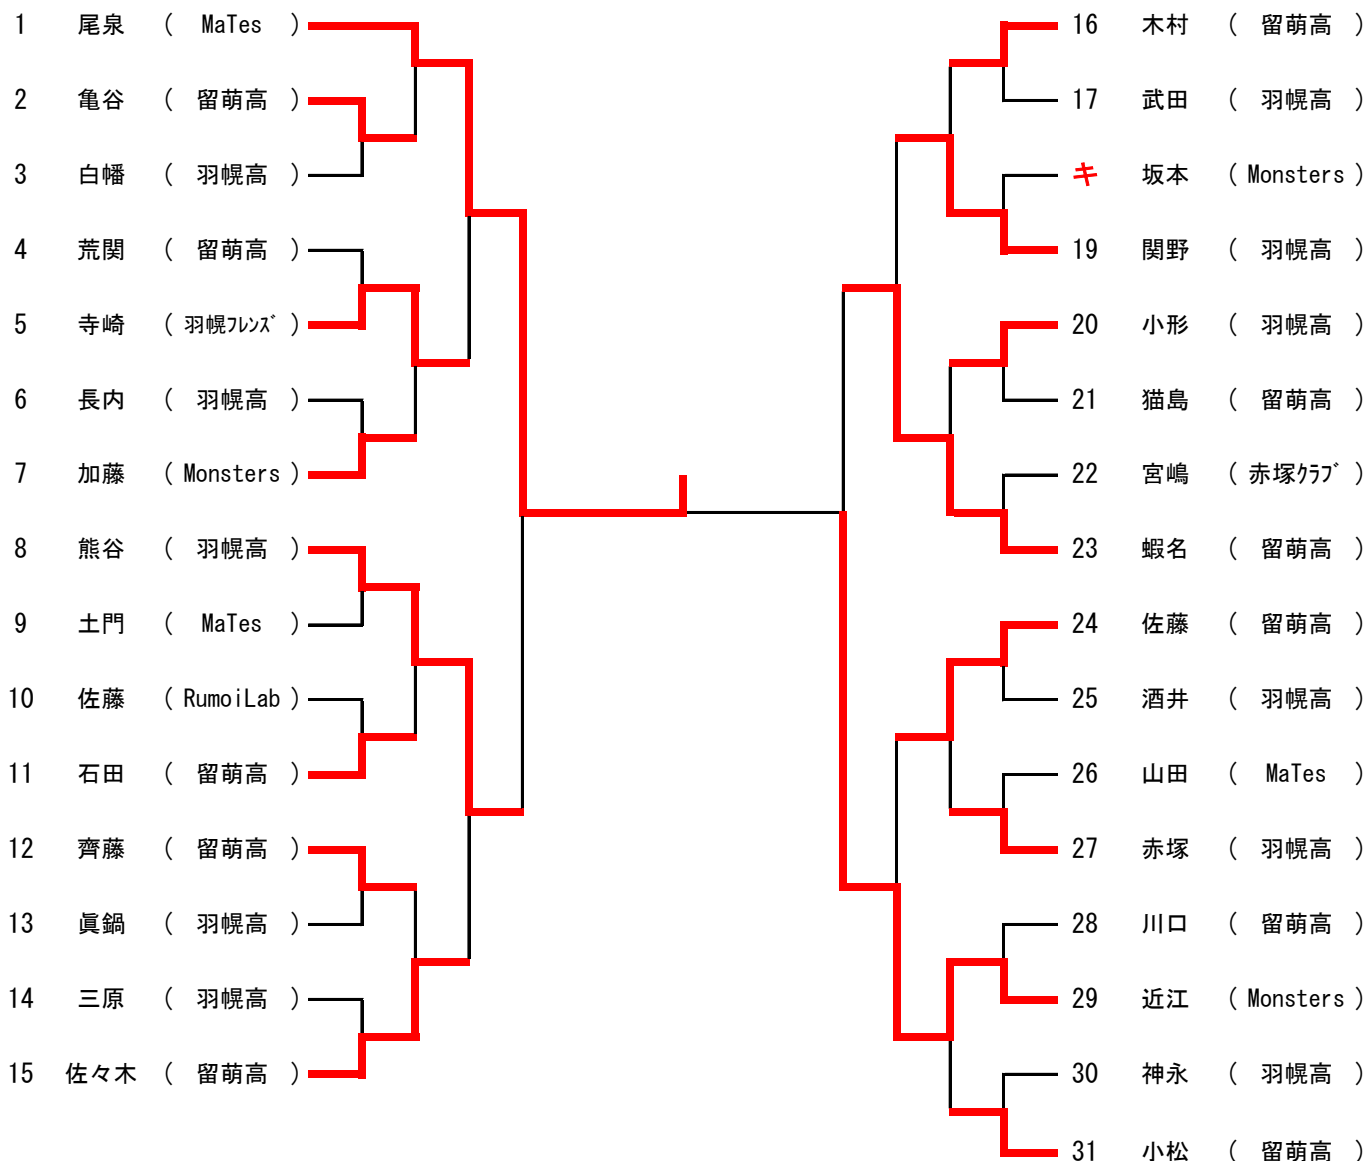 1 尾泉 ( MaTes )
2 亀谷 ( 留萌高 )
3 白幡 ( 羽幌高 )
4 荒関 ( 留萌高 )
5 寺崎 ( 羽幌ﾌﾚﾝｽﾞ )
6 長内 ( 羽幌高 )
7 加藤 ( Monsters )
8 熊谷 ( 羽幌高 )
9 土門 ( MaTes )
10 佐藤 ( RumoiLab )
11 石田 ( 留萌高 )
12 齊藤 ( 留萌高 )
13 眞鍋 ( 羽幌高 )
14 三原 ( 羽幌高 )
15 佐々木 ( 留萌高 )
16 木村 ( 留萌高 )
17 武田 ( 羽幌高 )
キ 坂本 ( Monsters )
19 関野 ( 羽幌高 )
20 小形 ( 羽幌高 )
21 猫島 ( 留萌高 )
22 宮嶋 ( 赤塚ｸﾗﾌﾞ )
23 蝦名 ( 留萌高 )
24 佐藤 ( 留萌高 )
25 酒井 ( 羽幌高 )
26 山田 ( MaTes )
27 赤塚 ( 羽幌高 )
28 川口 ( 留萌高 )
29 近江 ( Monsters )
30 神永 ( 羽幌高 )
31 小松 ( 留萌高 )